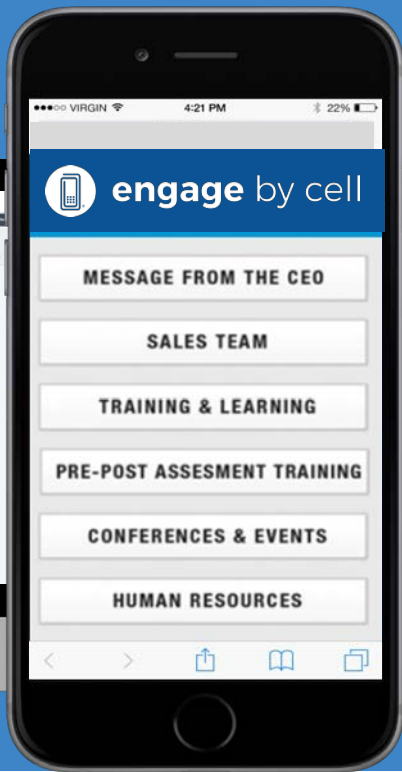 VIRGIN 4:21 PM 22%
engage by cell
MESSAGE FROM THE CEO
SALES TEAM
TRAINING & LEARNING
PRE-POST ASSESMENT TRAINING
CONFERENCES & EVENTS
HUMAN RESOURCES